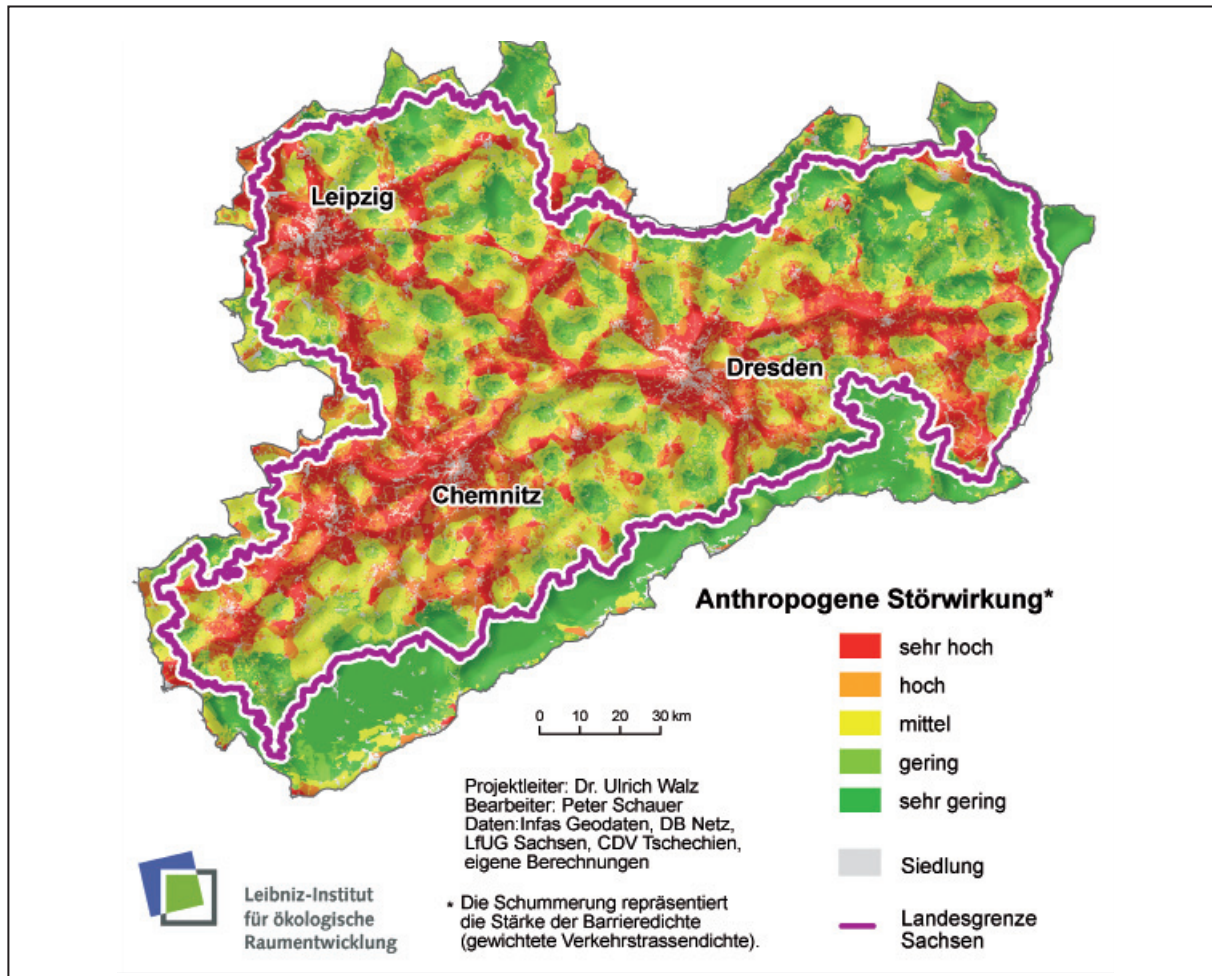 Leipzig
Dresden
Chemnitz
Anthropogene Störwirkung*
sehr hoch
hoch
mittel
gering
sehr gering
Siedlung
Landesgrenze
Sachsen
0 10 20 30 km
Projektleiter: Dr. Ulrich Walz
Bearbeiter: Peter Schauer
Daten:Infas Geodaten, DB Netz,
LfUG Sachsen, CDV Tschechien,
eigene Berechnungen
* Die Schummerung repräsentiert
die Stärke der Barrieredichte
(gewichtete Verkehrstrassendichte).
Leibniz-Institut
für ökologische
Raumentwicklung